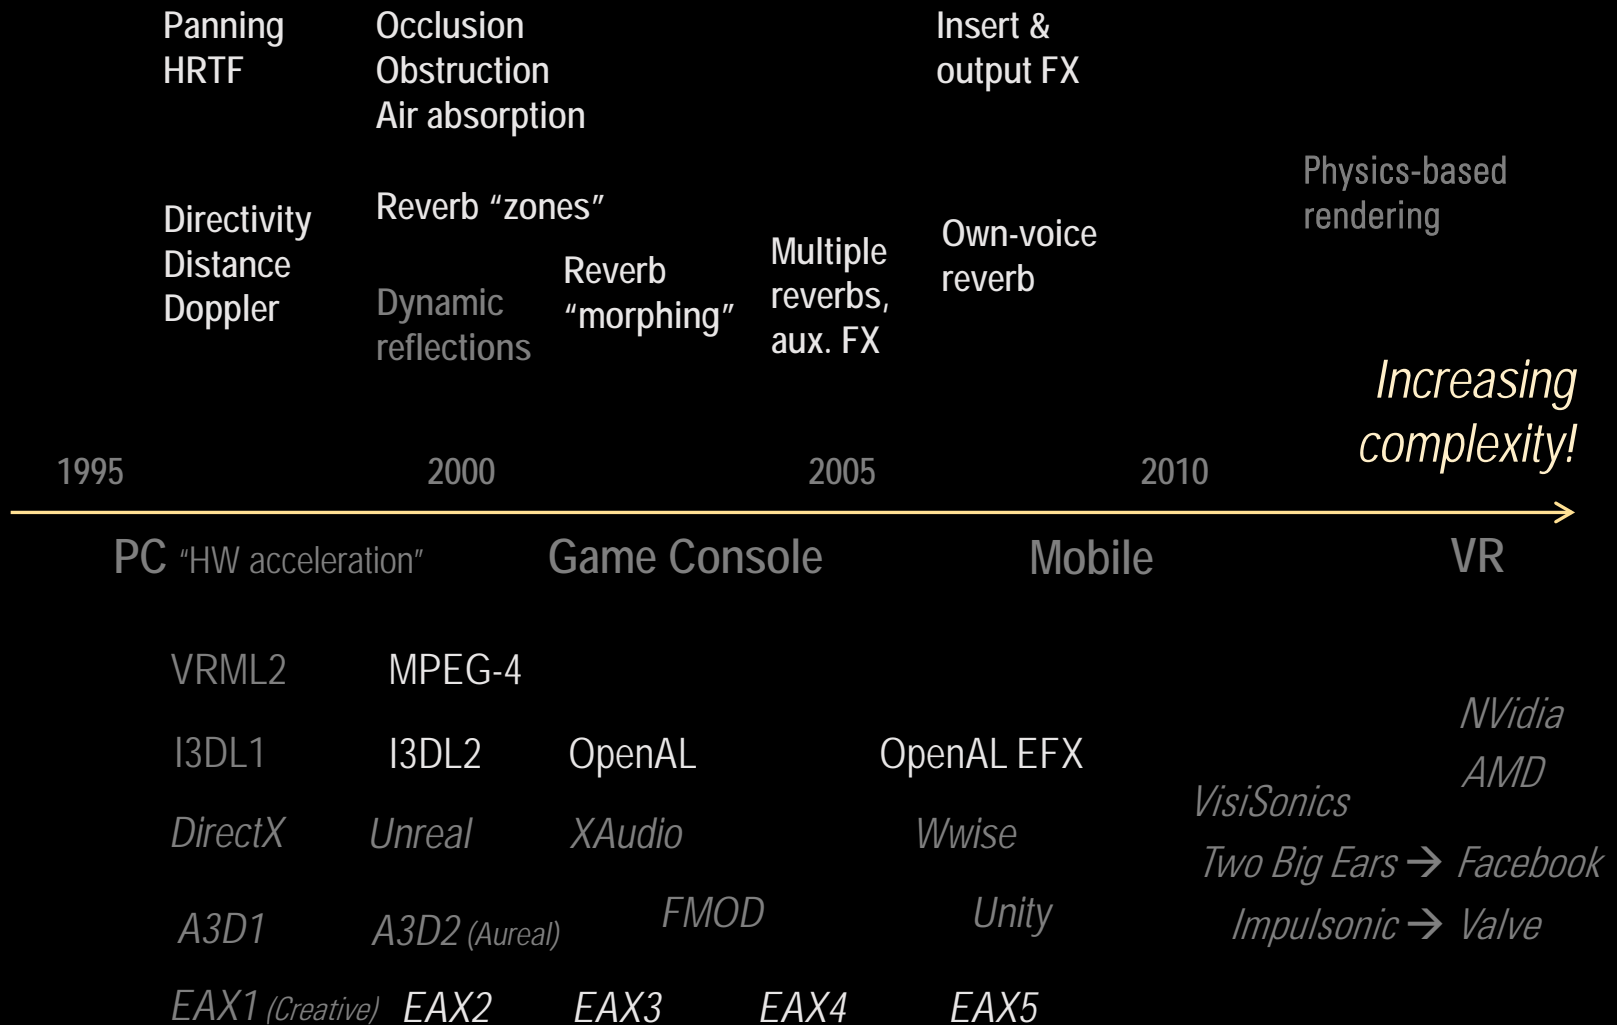 Panning
HRTF
Occlusion
Obstruction
Air absorption
Insert &
output FX
Physics-based
rendering
Directivity
Distance
Doppler
Reverb “zones”
Dynamic
reflections
Reverb
“morphing”
Multiple
reverbs,
aux. FX
Own-voice
reverb
Increasing
complexity!
1995 2000 2005 2010
PC “HW acceleration” Game Console Mobile VR
VRML2 MPEG-4
I3DL1 I3DL2 OpenAL OpenAL EFX
NVidia
AMD
DirectX Unreal XAudio Wwise
VisiSonics
Two Big Ears → Facebook
A3D1 A3D2 (Aureal) FMOD Unity
Impulsonic → Valve
EAX1 (Creative) EAX2 EAX3 EAX4 EAX5